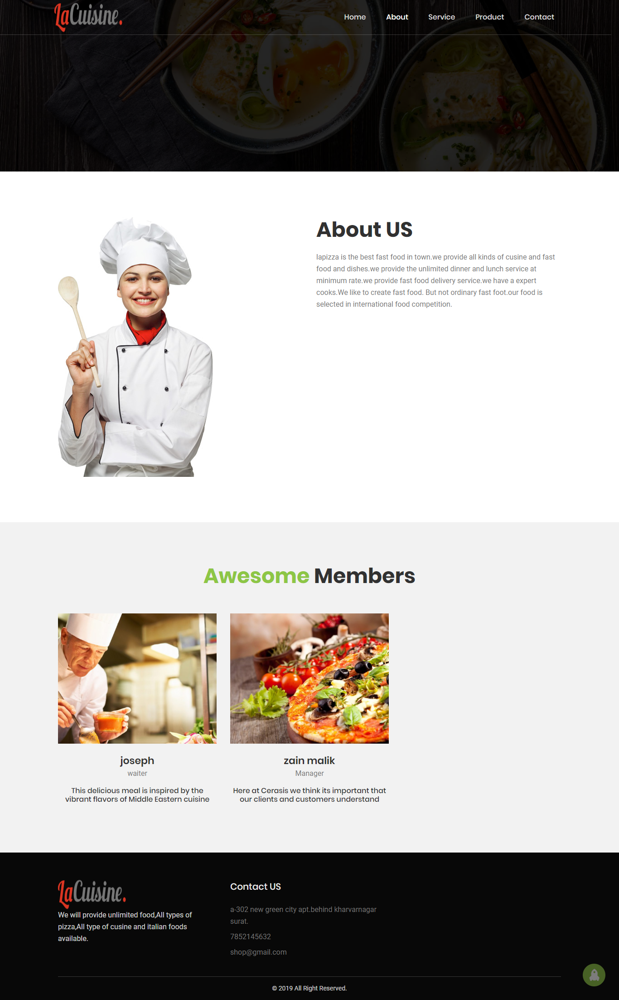 LaCuisine.
Home About Service Product Contact
About US
lapizza is the best fast food in town.we provide all kinds of cusine and fast
food and dishes.we provide the unlimited dinner and lunch service at
minimum rate.we provide fast food delivery service.we have a expert
cooks.We like to create fast food. But not ordinary fast foot.our food is
selected in international food competition.
Awesome Members
joseph
waiter
This delicious meal is inspired by the
vibrant flavors of Middle Eastern cuisine
zain malik
Manager
Here at Cerasis we think its important that
our clients and customers understand
LaCuisine.
We will provide unlimited food,All types of
pizza,All type of cusine and italian foods
available.
Contact US
a-302 new green city apt.behind kharvarnagar
surat.
7852145632
shop@gmail.com
© 2019 All Right Reserved.